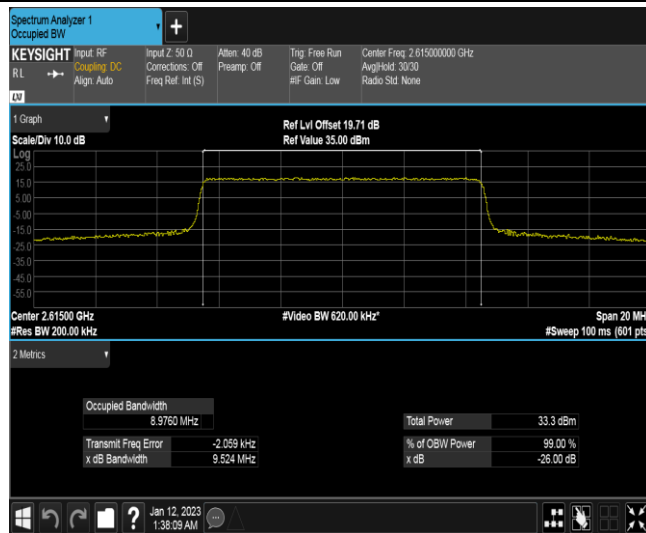 Spectrum Analyzer 1
Occupied BW
+
KEYSIGHT Input: RF Input Z: 50 Ω Atten: 40 dB Trig: Free Run Center Freq: 2.615000000 GHz
RL Coupling: DC Corrections: Off Preamp: Off Gate: Off Avg|Hold: 30/30
Align: Auto Freq Ref: Int (S) #IF Gain: Low Radio Std: None
LXI
1 Graph
Scale/Div 10.0 dB
Ref Lvl Offset 19.71 dB
Ref Value 35.00 dBm
Log
25.0
15.0
5.00
-5.00
-15.0
-25.0
-35.0
-45.0
-55.0
Center 2.61500 GHz #Video BW 620.00 kHz* Span 20 MH
#Res BW 200.00 kHz #Sweep 100 ms (601 pts
2 Metrics
Occupied Bandwidth
8.9760 MHz
Total Power 33.3 dBm
Transmit Freq Error -2.059 kHz % of OBW Power 99.00 %
x dB Bandwidth 9.524 MHz x dB -26.00 dB
? Jan 12, 2023
1:38:09 AM